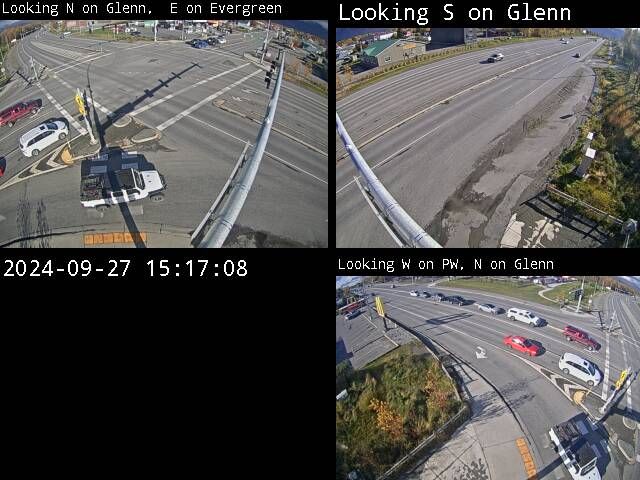 Looking N on Glenn,  E on Evergreen
Looking S on Glenn
2024-09-27 15:17:08
Looking W on PW, N on Glenn